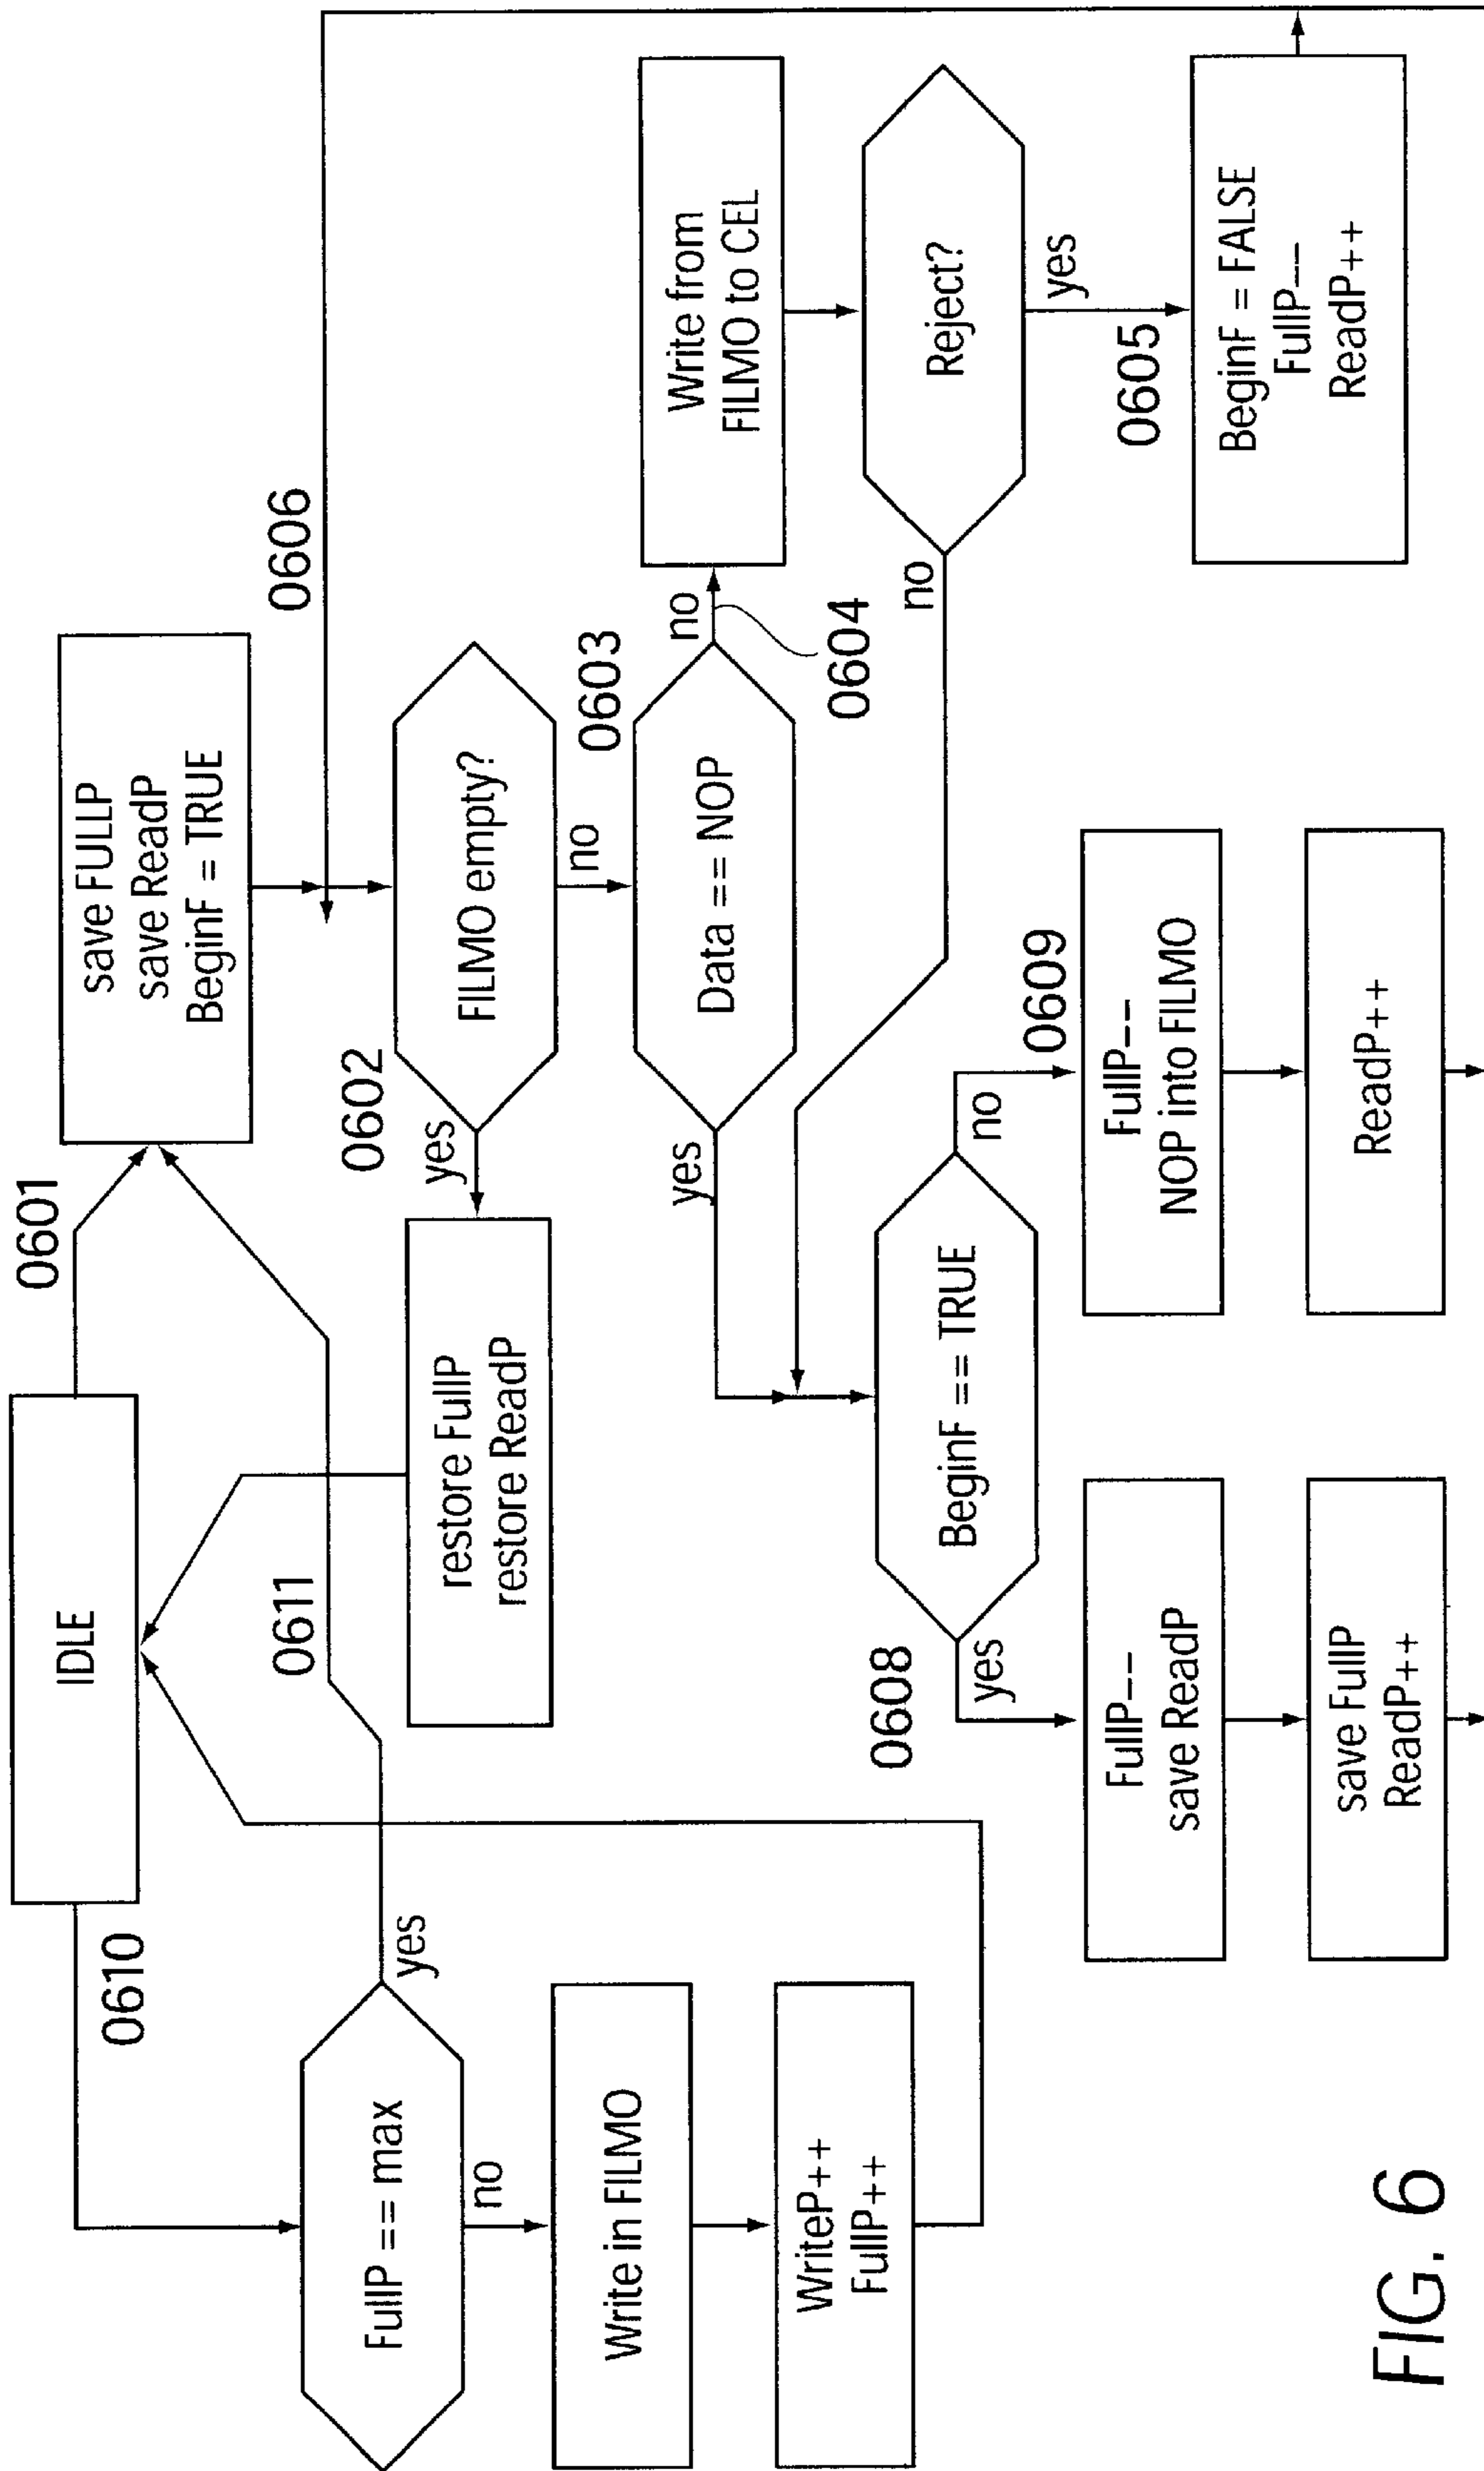 IDLE
0610
0601
FullP == max
yes
no
Write in FILMO
WriteP++
FullP++
0611
save FULLP
save ReadP
BeginF = TRUE
0606
FILMO empty?
0602
yes
no
restore FullP
restore ReadP
0603
Data == NOP
yes
no
0604
Write from
FILMO to CEL
Reject?
no
yes
0605
BeginF = FALSE
FullP--
ReadP++
BeginF == TRUE
0608
yes
no
0609
FullP--
save ReadP
save FullP
ReadP++
FullP--
NOP into FILMO
ReadP++
FIG. 6